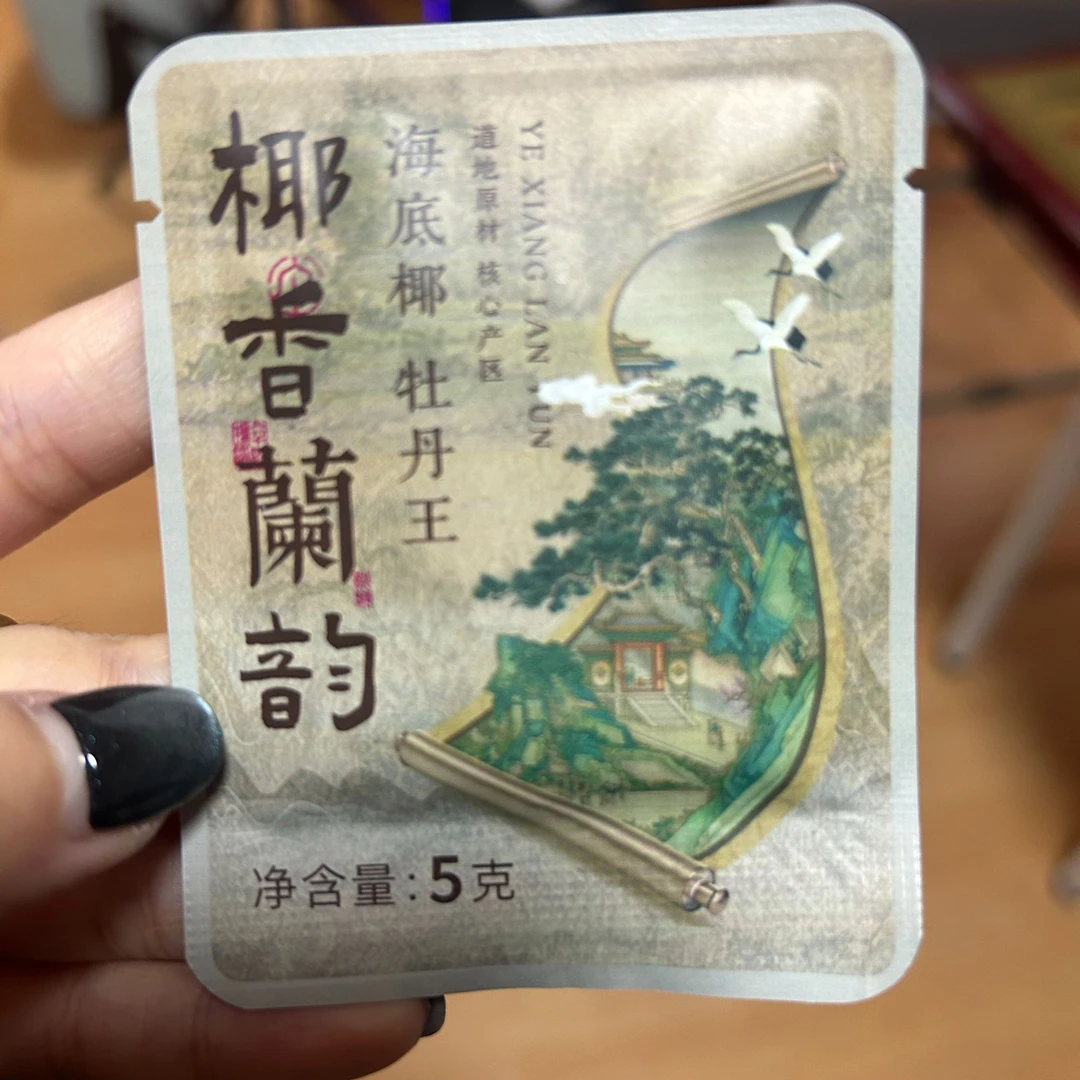 椰香蘭韵
海底椰 牡丹王
道地原材 核心产区
YE XIANG LAN YUN
净含量:5克